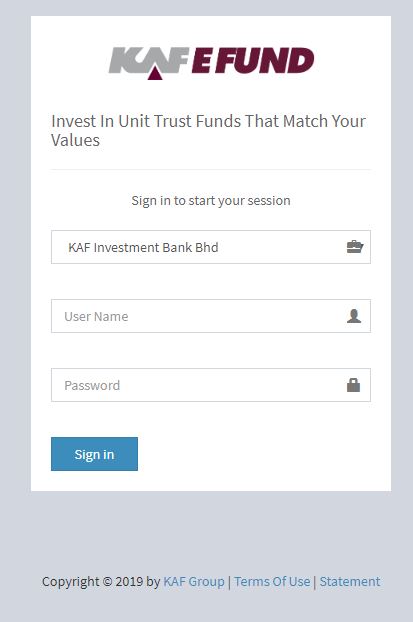 KAF E FUND
Invest In Unit Trust Funds That Match Your
Values
Sign in to start your session
KAF Investment Bank Bhd
User Name
Password
Sign in
Copyright © 2019 by KAF Group | Terms Of Use | Statement